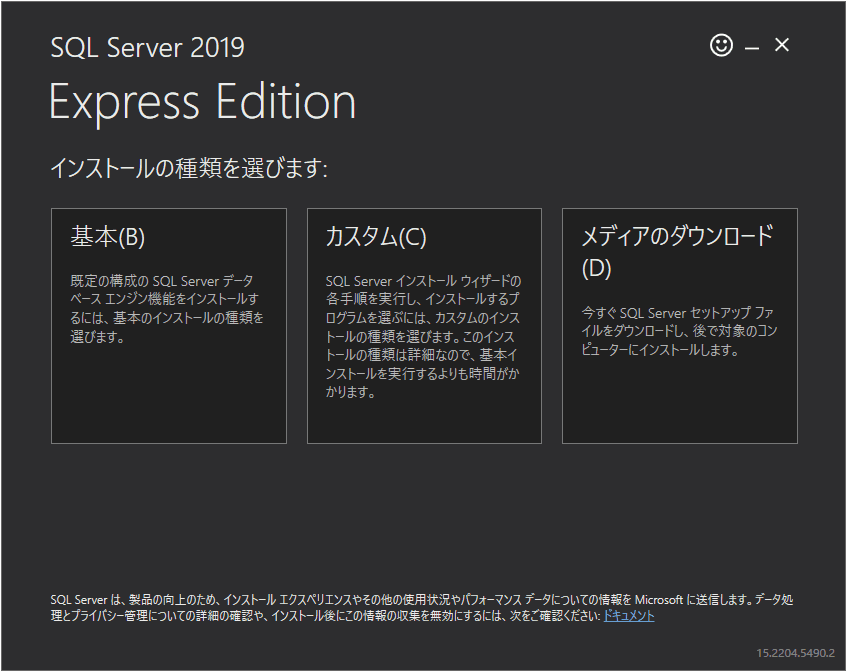 SQL Server 2019
Express Edition
インストールの種類を選びます:
基本(B)
既定の構成の SQL Server データ
ベース エンジン機能をインストールす
るには、基本のインストールの種類を
選びます。
カスタム(C)
SQL Server インストール ウィザードの
各手順を実行し、インストールするプ
ログラムを選ぶには、カスタムのインス
トールの種類を選びます。このインス
トールの種類は詳細なので、基本イ
ンストールを実行するよりも時間がか
かります。
メディアのダウンロード
(D)
今すぐ SQL Server セットアップ ファ
イルをダウンロードし、後で対象のコン
ピューターにインストールします。
SQL Server は、製品の向上のため、インストール エクスペリエンスやその他の使用状況やパフォーマンス データについての情報を Microsoft に送信します。データ処
理とプライバシー管理についての詳細の確認や、インストール後にこの情報の収集を無効にするには、次をご確認ください: ドキュメント
15.2204.5490.2